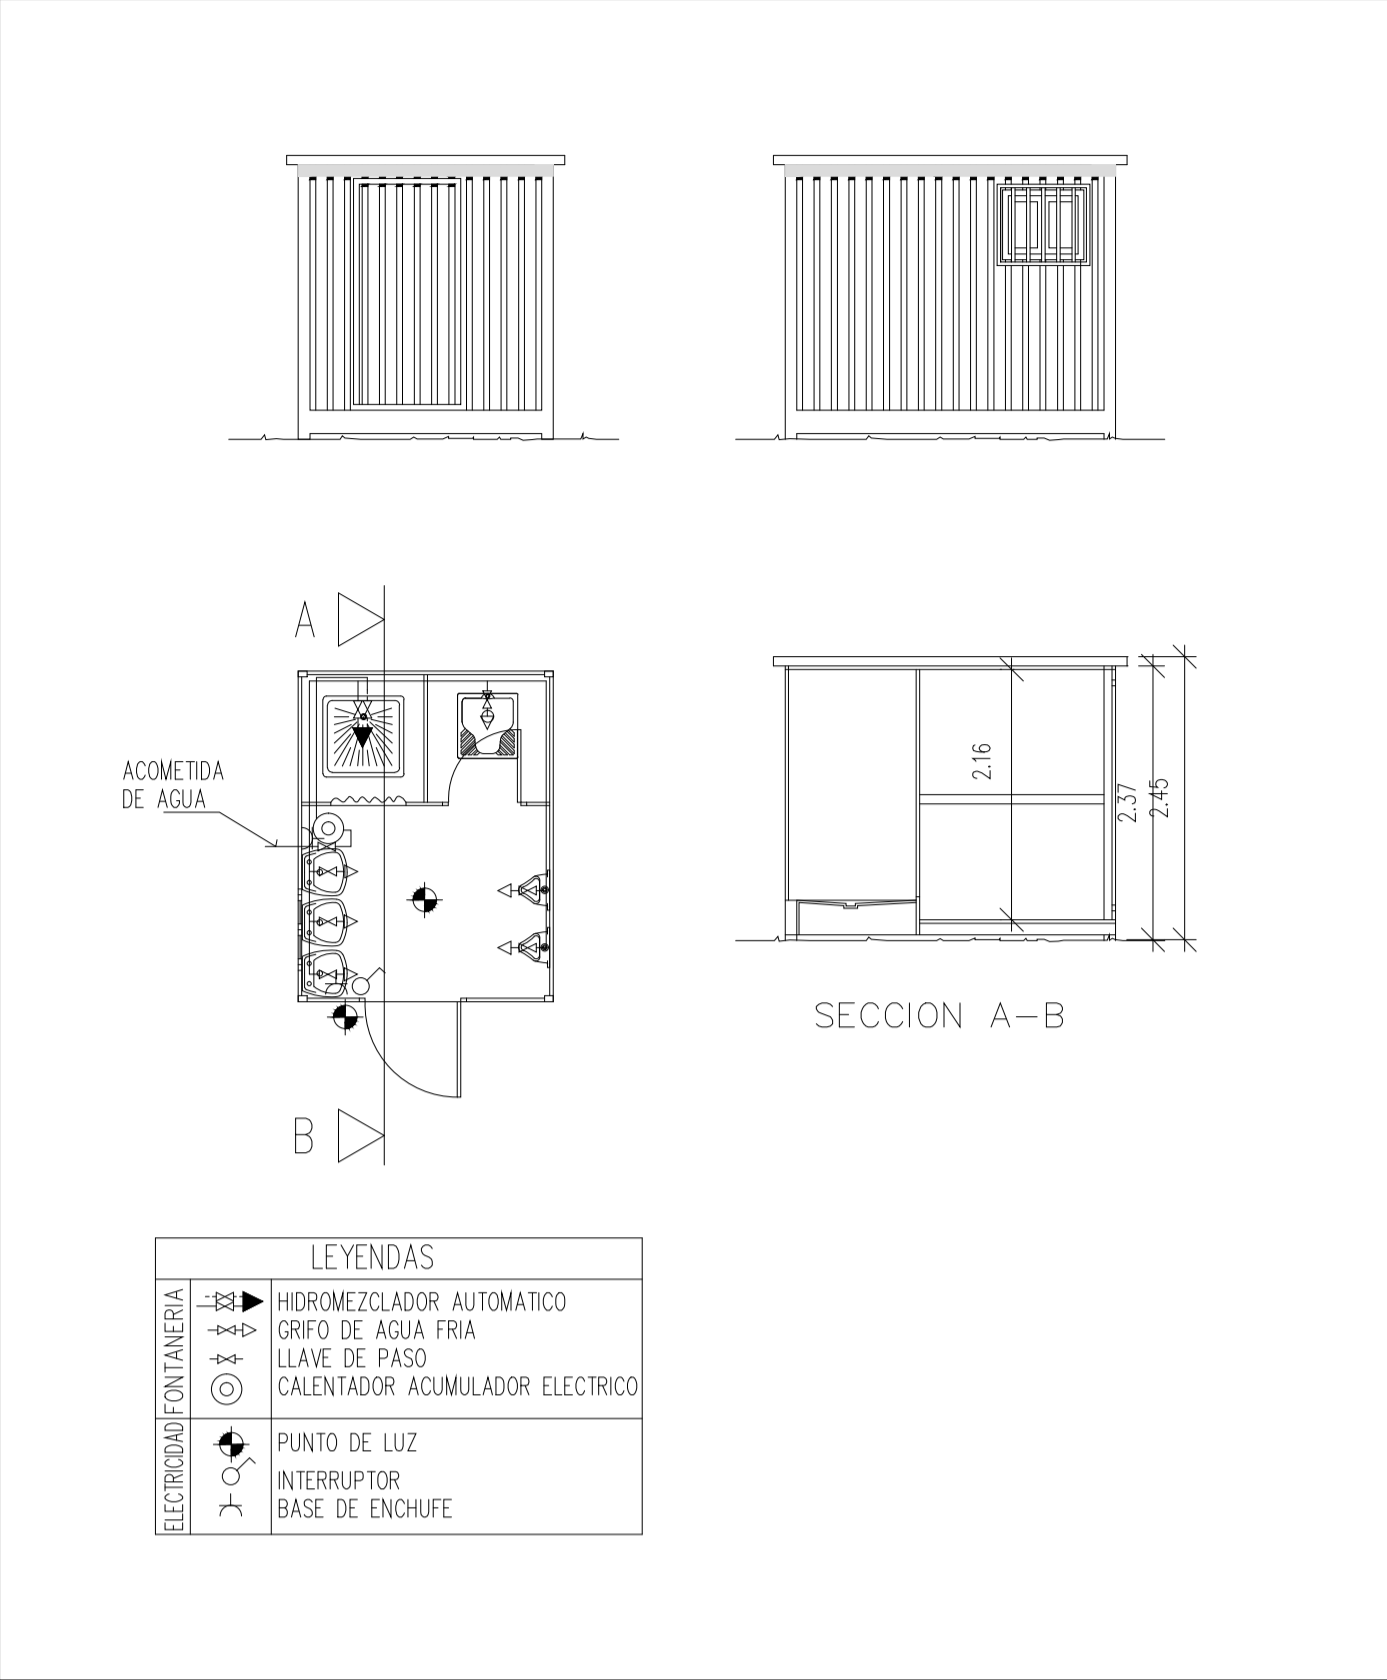 A
ACOMETIDA
DE AGUA
B
2.16
2.37
2.45
SECCION A-B
LEYENDAS
FONTANERIA
HIDROMEZCLADOR AUTOMATICO
GRIFO DE AGUA FRIA
LLAVE DE PASO
CALENTADOR ACUMULADOR ELECTRICO
ELECTRICIDAD
PUNTO DE LUZ
INTERRUPTOR
BASE DE ENCHUFE